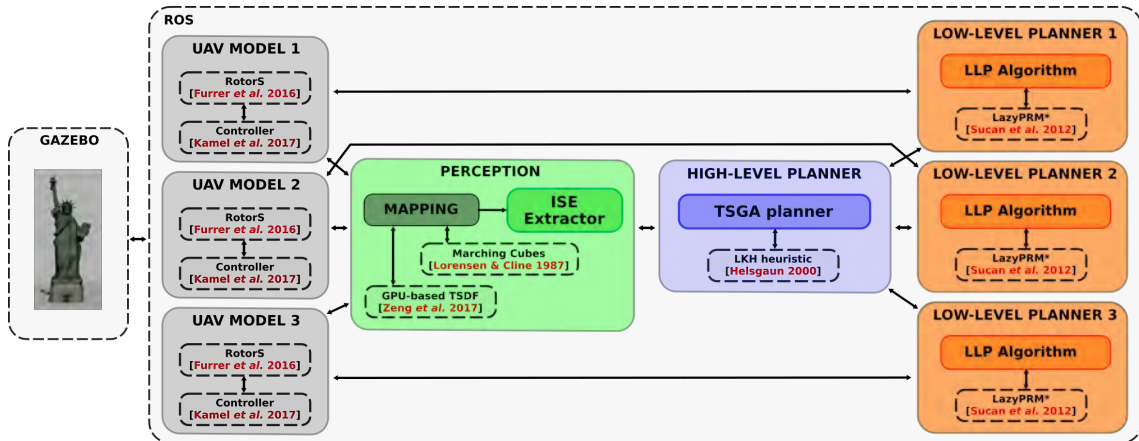 ROS
GAZEBO
UAV MODEL 1
RotorS
[Furrer et al. 2016]
Controller
[Kamel et al. 2017]
UAV MODEL 2
RotorS
[Furrer et al. 2016]
Controller
[Kamel et al. 2017]
UAV MODEL 3
RotorS
[Furrer et al. 2016]
Controller
[Kamel et al. 2017]
PERCEPTION
MAPPING
ISE
Extractor
Marching Cubes
[Lorensen & Cline 1987]
GPU-based TSDF
[Zeng et al. 2017]
HIGH-LEVEL PLANNER
TSGA planner
LKH heuristic
[Helsgaun 2000]
LOW-LEVEL PLANNER 1
LLP Algorithm
LazyPRM*
[Sucan et al. 2012]
LOW-LEVEL PLANNER 2
LLP Algorithm
LazyPRM*
[Sucan et al. 2012]
LOW-LEVEL PLANNER 3
LLP Algorithm
LazyPRM*
[Sucan et al. 2012]